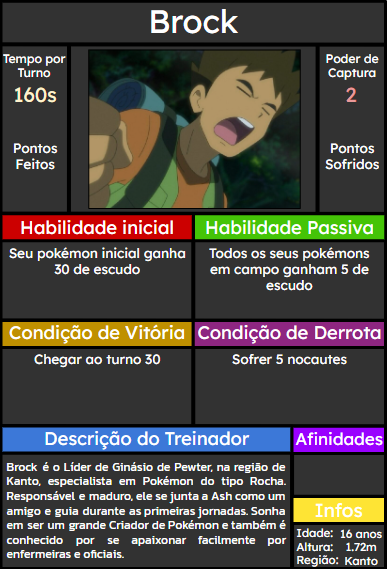 Brock
Tempo por
Turno
160s
Pontos
Feitos
Poder de
Captura
2
Pontos
Sofridos
Habilidade inicial
Seu pokémon inicial ganha
30 de escudo
Habilidade Passiva
Todos os seus pokémons
em campo ganham 5 de
escudo
Condição de Vitória
Chegar ao turno 30
Condição de Derrota
Sofrer 5 nocautes
Descrição do Treinador
Brock é o Líder de Ginásio de Pewter, na região de
Kanto, especialista em Pokémon do tipo Rocha.
Responsável e maduro, ele se junta a Ash como um
amigo e guia durante as primeiras jornadas. Sonha
em ser um grande Criador de Pokémon e também é
conhecido por se apaixonar facilmente por
enfermeiras e oficiais.
Afinidades
Infos
Idade: 16 anos
Altura: 1.72m
Região: Kanto